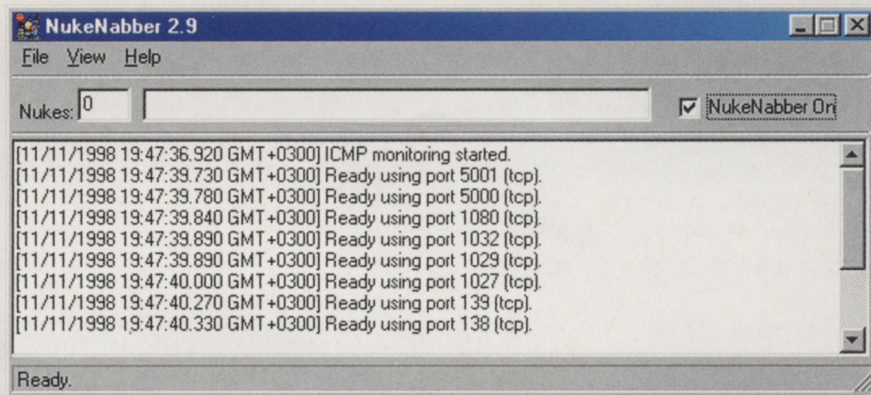 NukeNabber 2.9
File View Help
Nukes: 0
NukeNabber On
[11/11/1998 19:47:36.920 GMT+0300] ICMP monitoring started.
[11/11/1998 19:47:39.730 GMT+0300] Ready using port 5001 (tcp).
[11/11/1998 19:47:39.780 GMT+0300] Ready using port 5000 (tcp).
[11/11/1998 19:47:39.840 GMT+0300] Ready using port 1080 (tcp).
[11/11/1998 19:47:39.890 GMT+0300] Ready using port 1032 (tcp).
[11/11/1998 19:47:39.890 GMT+0300] Ready using port 1029 (tcp).
[11/11/1998 19:47:40.000 GMT+0300] Ready using port 1027 (tcp).
[11/11/1998 19:47:40.270 GMT+0300] Ready using port 139 (tcp).
[11/11/1998 19:47:40.330 GMT+0300] Ready using port 138 (tcp).
Ready.